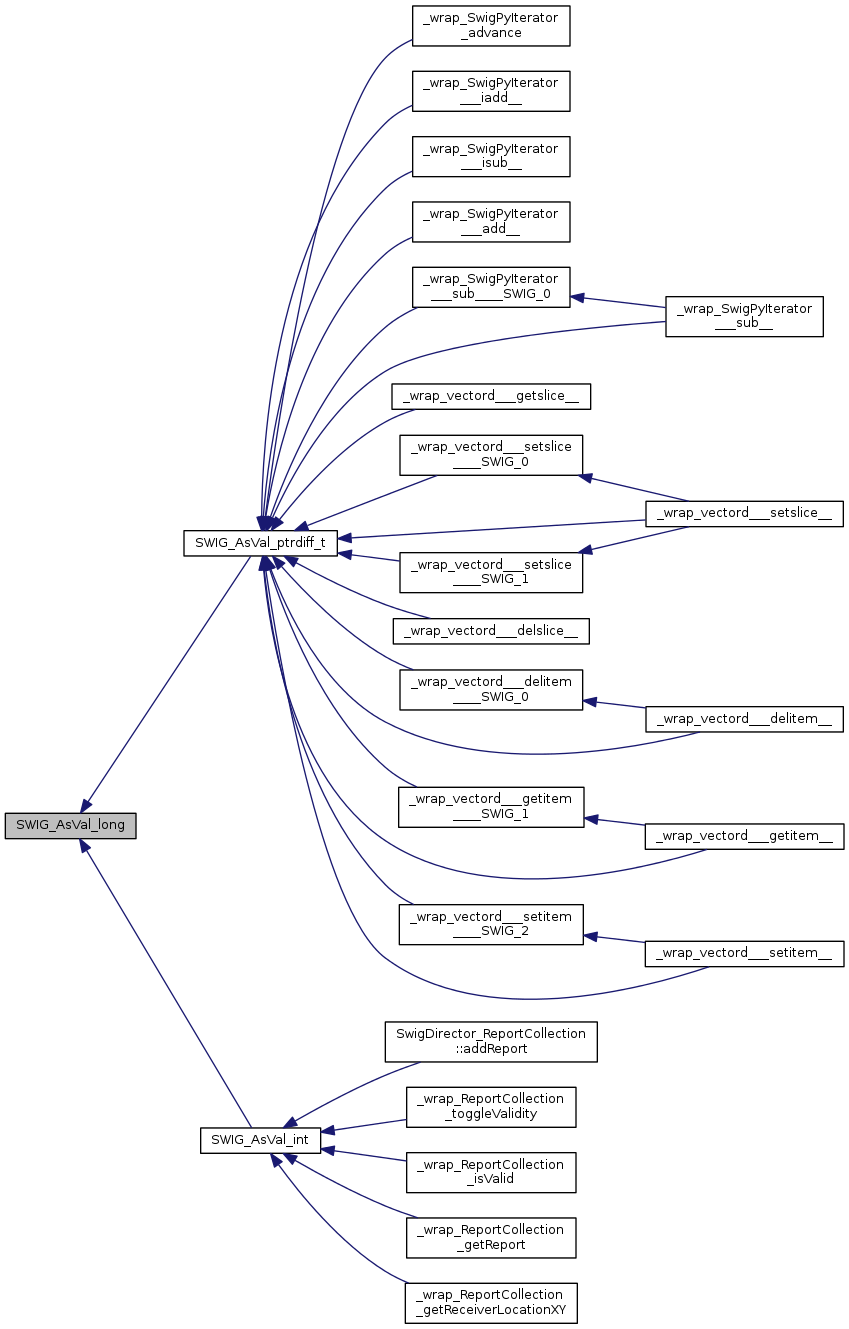 _wrap_SwigPyIterator
_advance
_wrap_SwigPyIterator
___iadd__
_wrap_SwigPyIterator
___isub__
_wrap_SwigPyIterator
___add__
_wrap_SwigPyIterator
___sub____SWIG_0
_wrap_SwigPyIterator
___sub__
_wrap_vectord___getslice__
_wrap_vectord___setslice
____SWIG_0
_wrap_vectord___setslice__
SWIG_AsVal_ptrdiff_t
_wrap_vectord___setslice
____SWIG_1
_wrap_vectord___delslice__
_wrap_vectord___delitem
____SWIG_0
_wrap_vectord___delitem__
_wrap_vectord___getitem
____SWIG_1
SWIG_AsVal_long
_wrap_vectord___getitem__
_wrap_vectord___setitem
____SWIG_2
_wrap_vectord___setitem__
SwigDirector_ReportCollection
::addReport
_wrap_ReportCollection
_toggleValidity
SWIG_AsVal_int
_wrap_ReportCollection
_isValid
_wrap_ReportCollection
_getReport
_wrap_ReportCollection
_getReceiverLocationXY